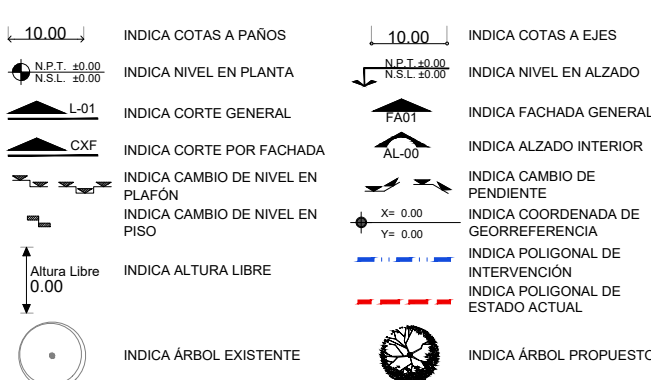 10.00 INDICA COTAS A PAÑOS
10.00 INDICA COTAS A EJES
N.P.T. ±0.00
N.S.L. ±0.00
INDICA NIVEL EN PLANTA
N.P.T. ±0.00
N.S.L. ±0.00
INDICA NIVEL EN ALZADO
L-01 INDICA CORTE GENERAL
FA01 INDICA FACHADA GENERAL
CXF INDICA CORTE POR FACHADA
AL-00 INDICA ALZADO INTERIOR
INDICA CAMBIO DE NIVEL EN
PLAFÓN
INDICA CAMBIO DE
PENDIENTE
INDICA CAMBIO DE NIVEL EN
PISO
X= 0.00
Y= 0.00
INDICA COORDENADA DE
GEORREFERENCIA
Altura Libre
0.00
INDICA ALTURA LIBRE
INDICA POLIGONAL DE
INTERVENCIÓN
INDICA POLIGONAL DE
ESTADO ACTUAL
INDICA ÁRBOL EXISTENTE
INDICA ÁRBOL PROPUESTO